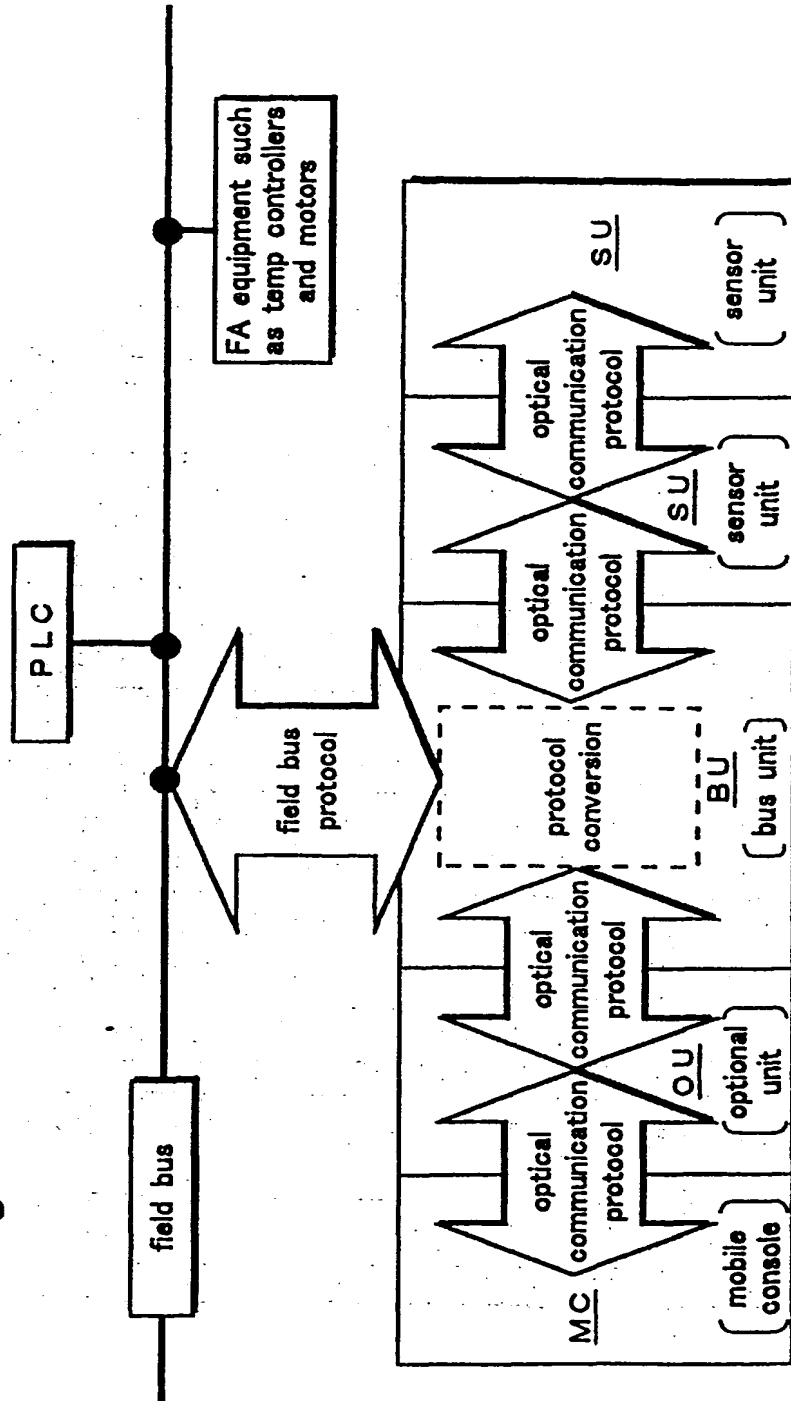 PLC
field bus
FA equipment such
as temp controllers
and motors
field bus
protocol
optical
communication
protocol
optical
communication
protocol
protocol
conversion
optical
communication
protocol
optical
communication
protocol
MC
OU
BU
SU
SU
mobile
console
optional
unit
bus unit
sensor
unit
sensor
unit